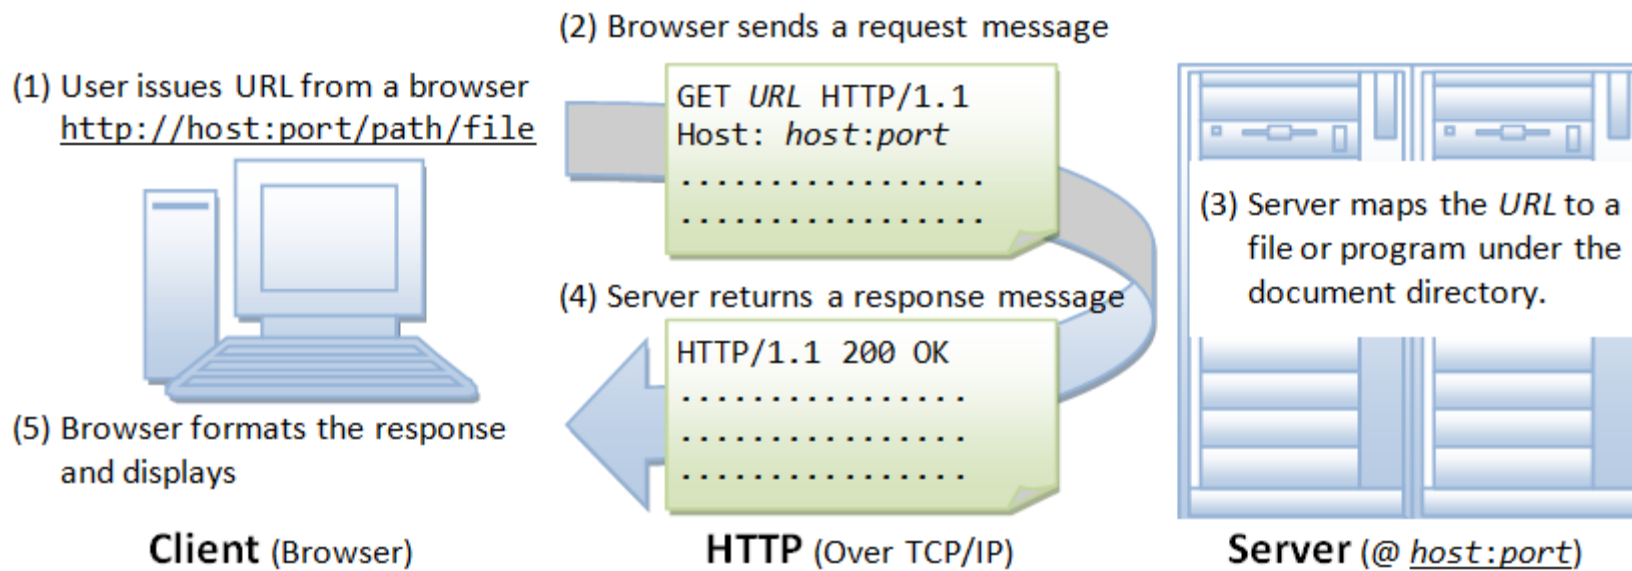 (2) Browser sends a request message
(1) User issues URL from a browser
http://host:port/path/file
GET URL HTTP/1.1
Host: host:port
..................
..................
(3) Server maps the URL to a
file or program under the
document directory.
(4) Server returns a response message
HTTP/1.1 200 OK
................
................
................
(5) Browser formats the response
and displays
Client (Browser)
HTTP (Over TCP/IP)
Server (@ host:port)